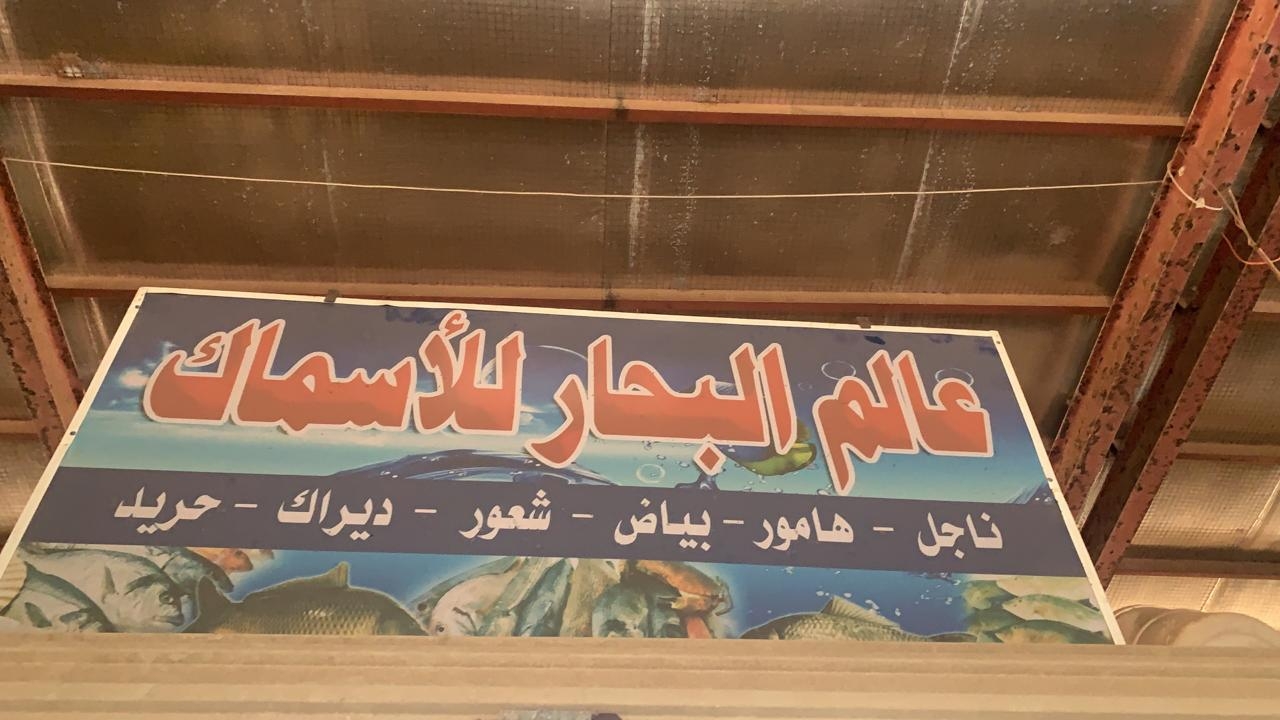 عالم البحار للأسماك
ناجل - هامور - بياض - شعور - ديراك - حريد